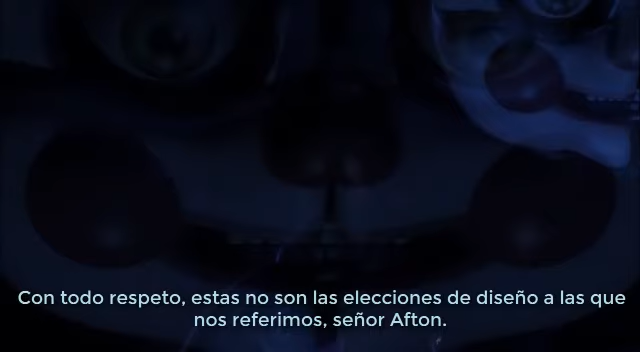 Con todo respeto, estas no son las elecciones de diseño a las que
nos referimos, señor Afton.